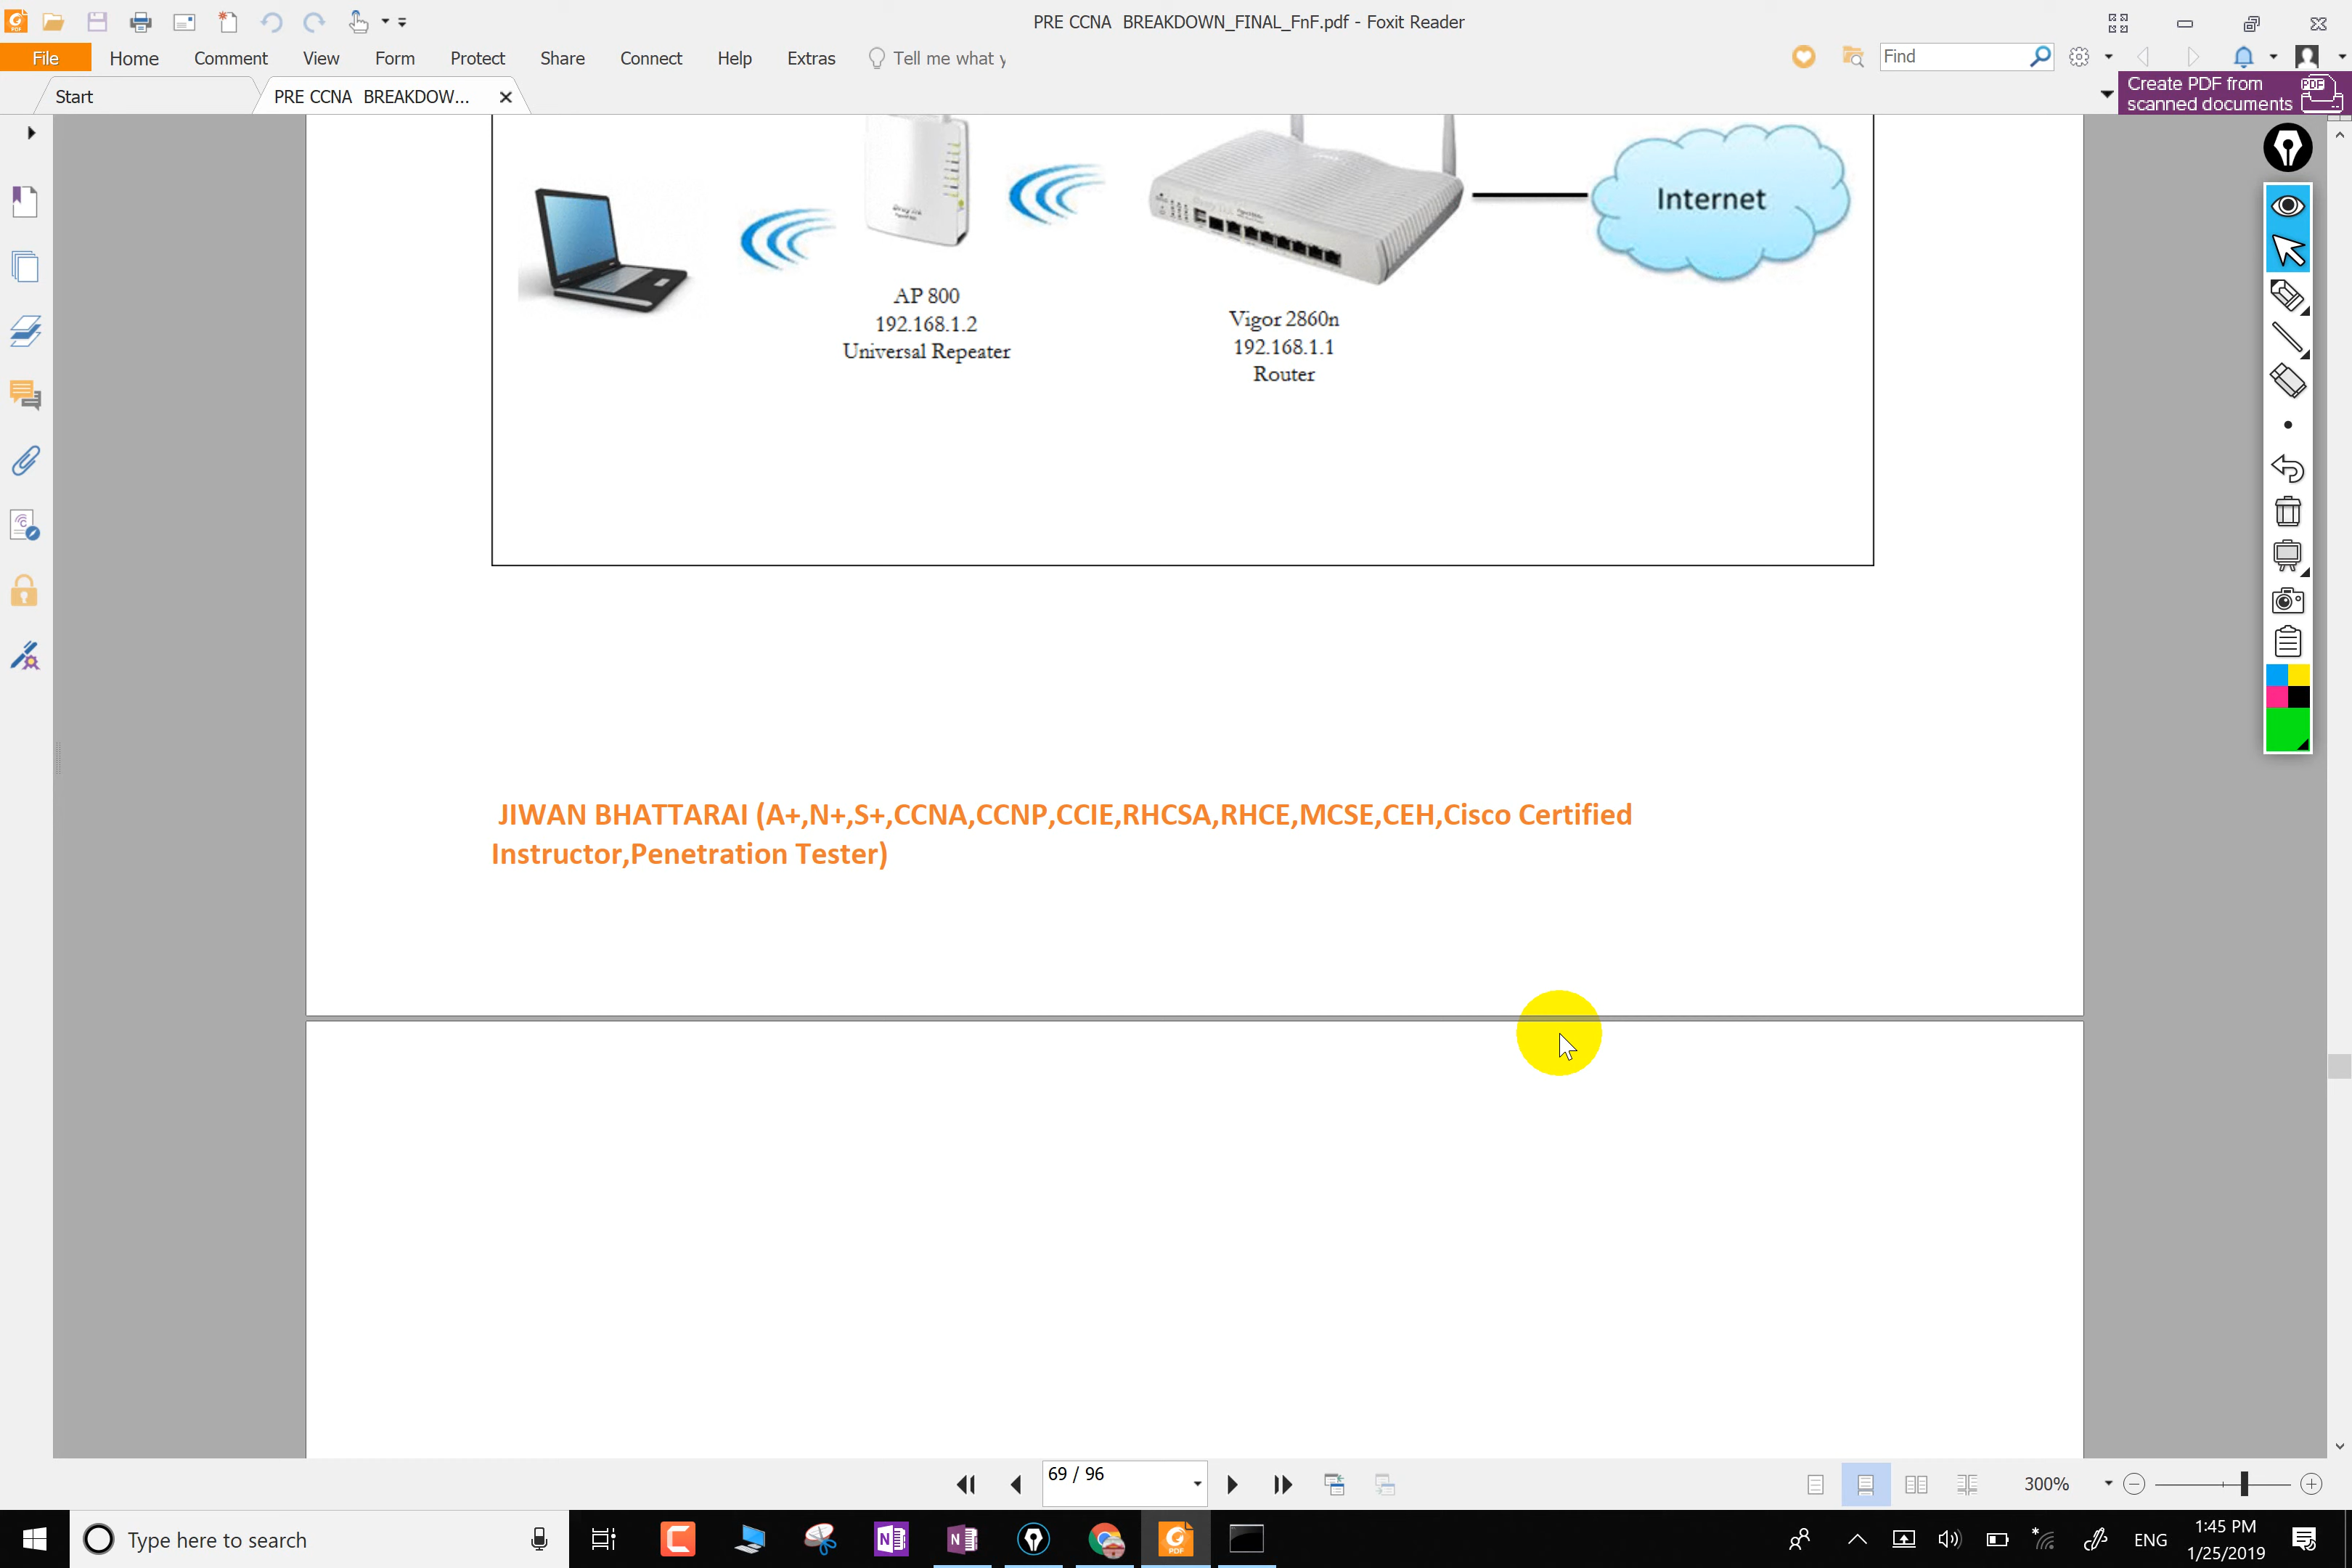 PRE CCNA  BREAKDOWN_FINAL_FnF.pdf - Foxit Reader
File Home Comment View Form Protect Share Connect Help Extras Tell me what y Find
Start PRE CCNA  BREAKDOW...
Create PDF from
scanned documents
Internet
AP 800
192.168.1.2
Universal Repeater
Vigor 2860n
192.168.1.1
Router
JIWAN BHATTARAI (A+,N+,S+,CCNA,CCNP,CCIE,RHCSA,RHCE,MCSE,CEH,Cisco Certified
Instructor,Penetration Tester)
69 / 96
300%
Type here to search
ENG
1:45 PM
1/25/2019